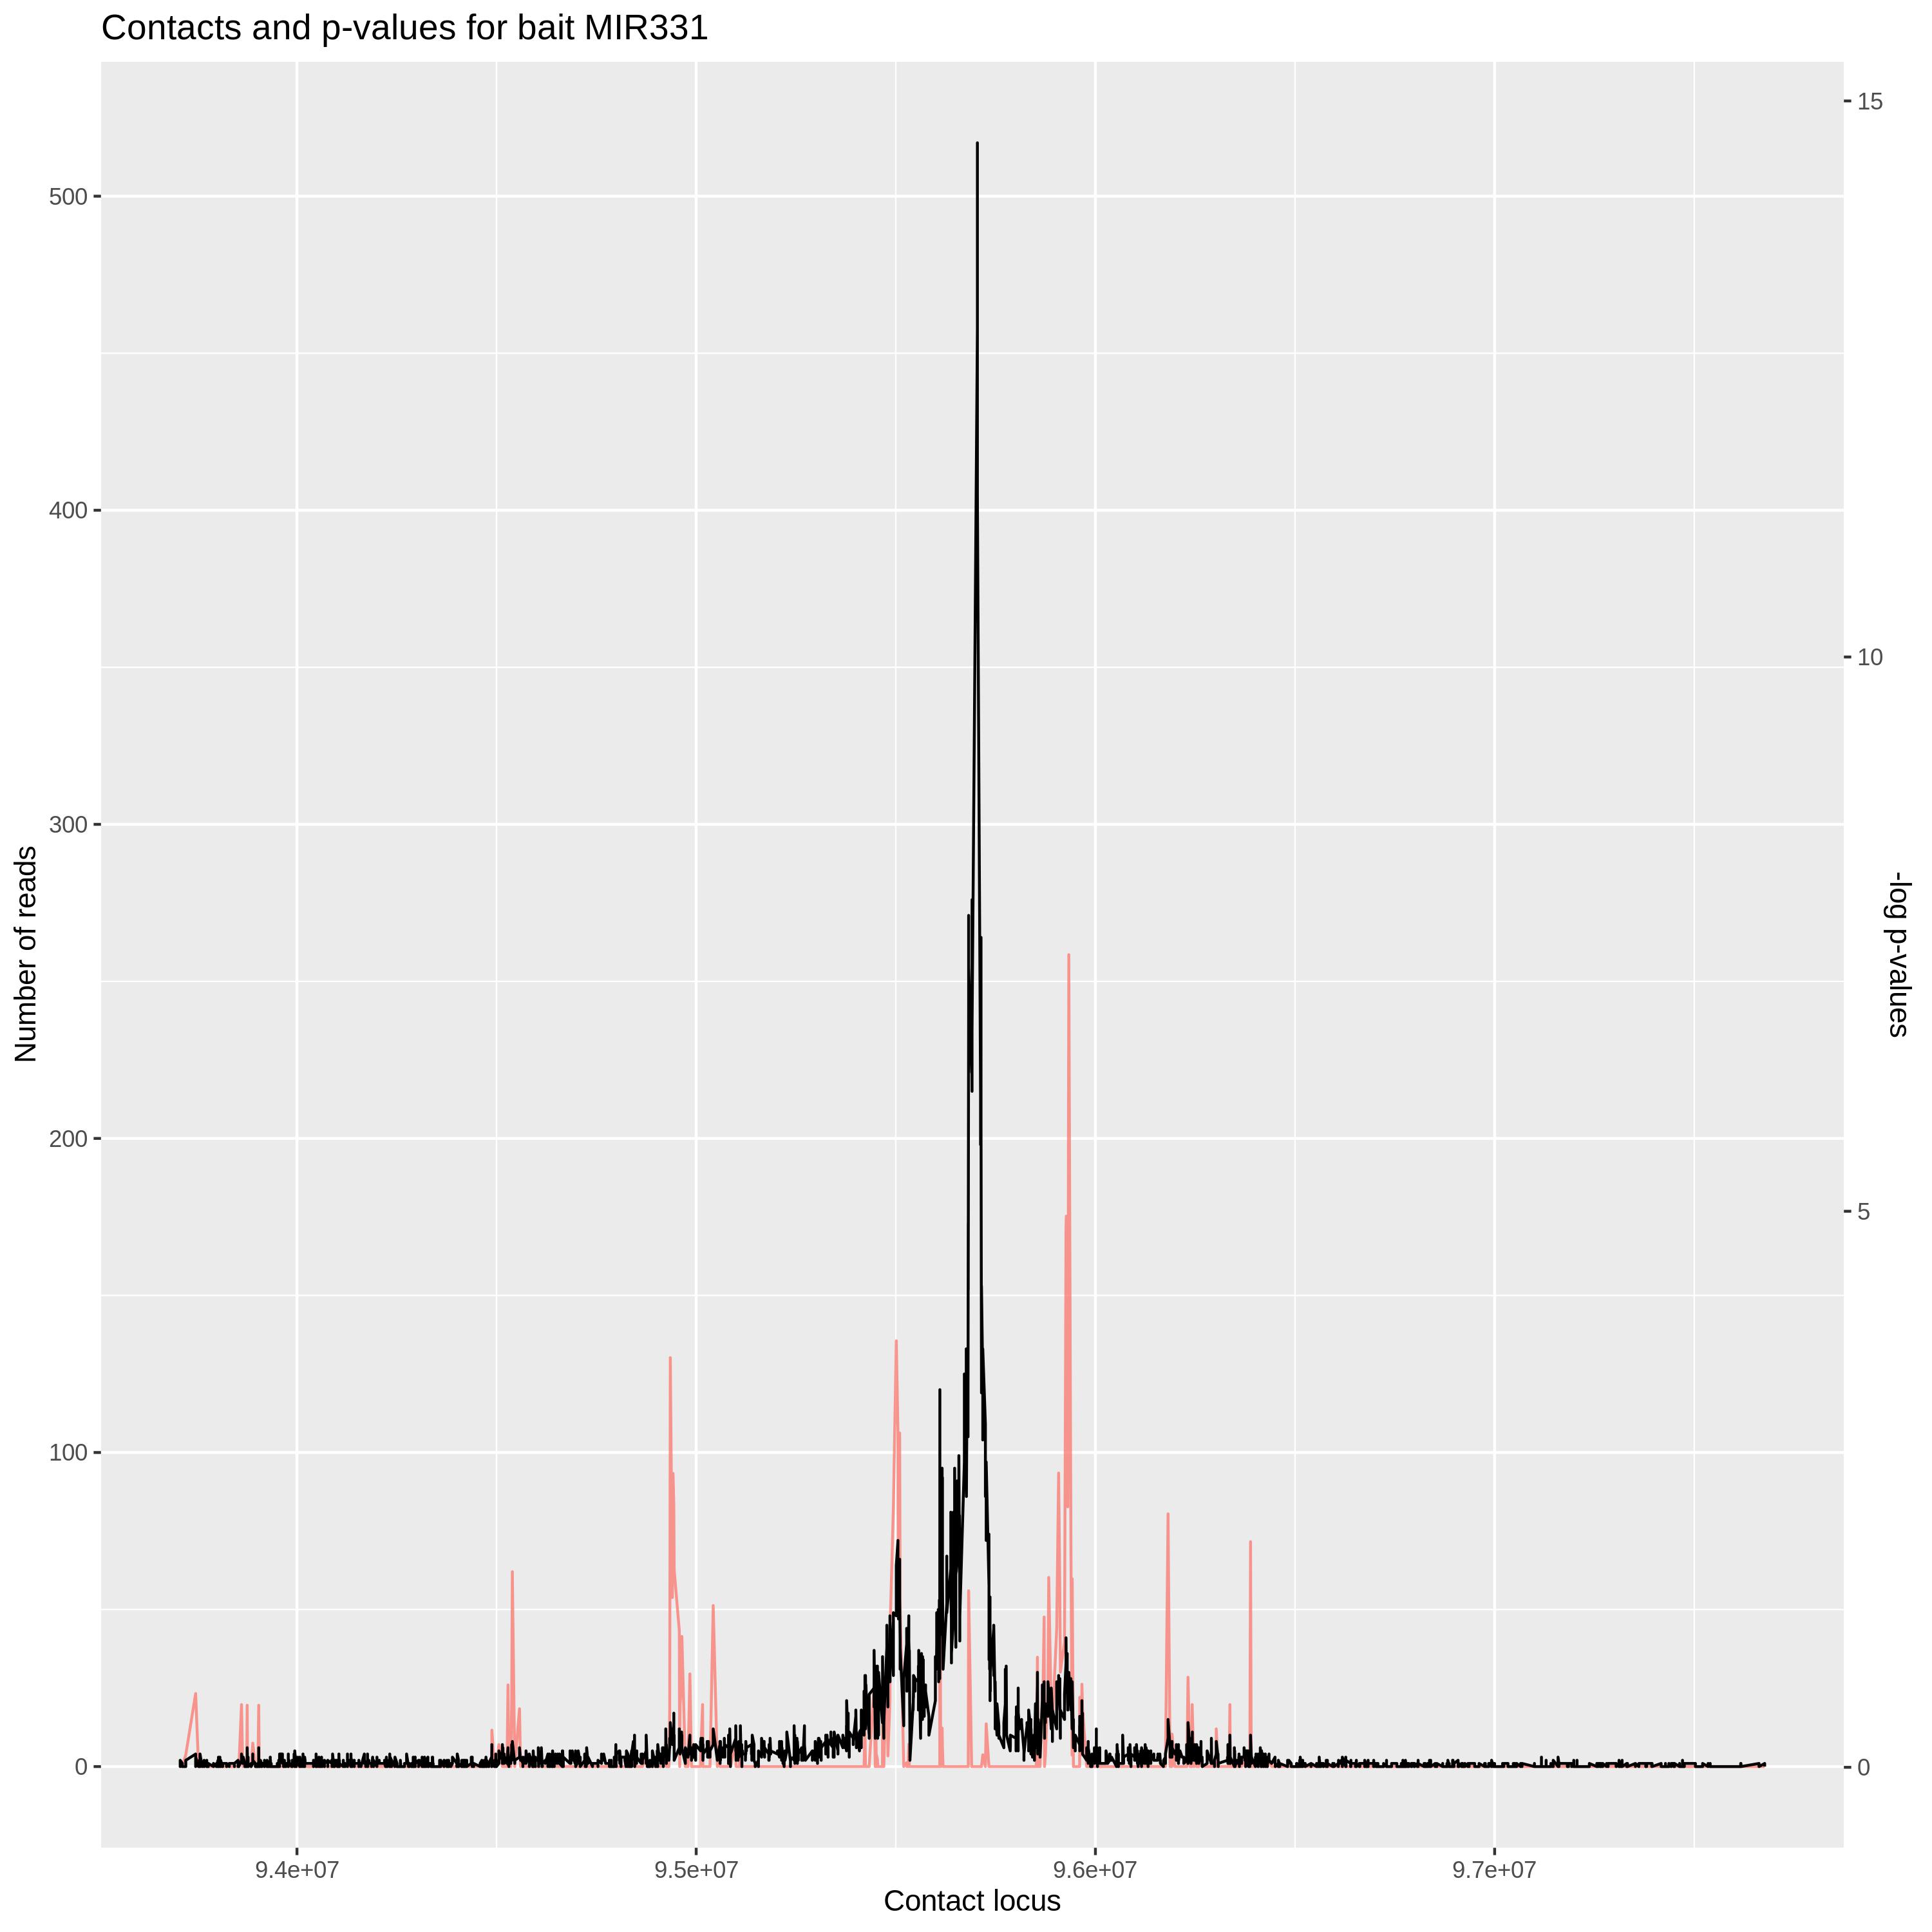 Contacts and p-values for bait MIR331
500
400
300
200
100
0
Number of reads
15
10
5
0
-log p-values
9.4e+07
9.5e+07
9.6e+07
9.7e+07
Contact locus